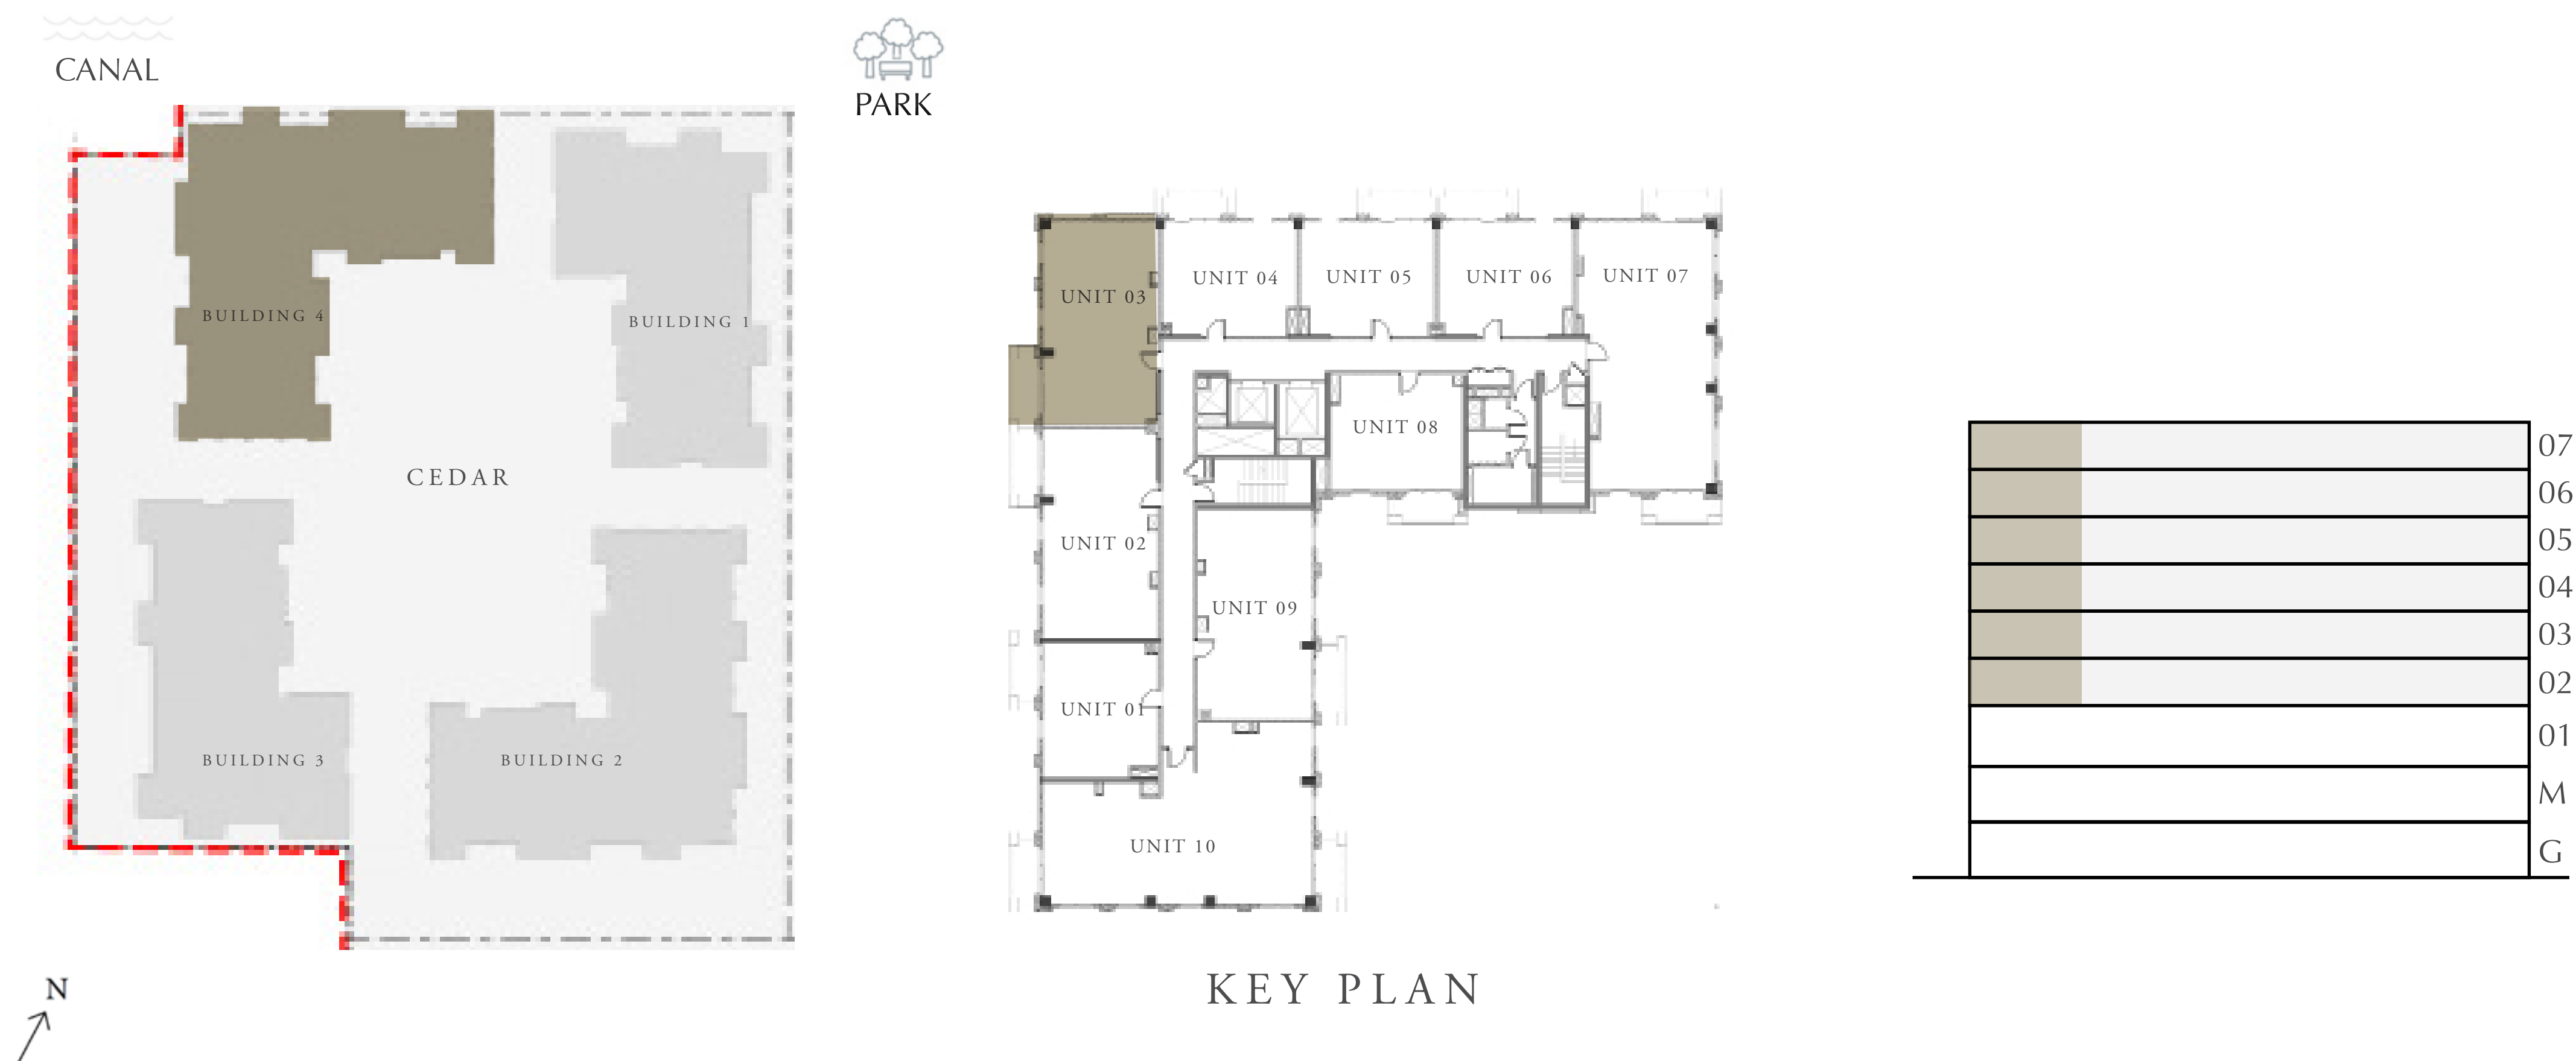 CANAL
PARK
BUILDING 4
BUILDING 1
CEDAR
BUILDING 3
BUILDING 2
N
UNIT 03
UNIT 04
UNIT 05
UNIT 06
UNIT 07
UNIT 08
UNIT 02
UNIT 09
UNIT 01
UNIT 10
KEY PLAN
07
06
05
04
03
02
01
M
G